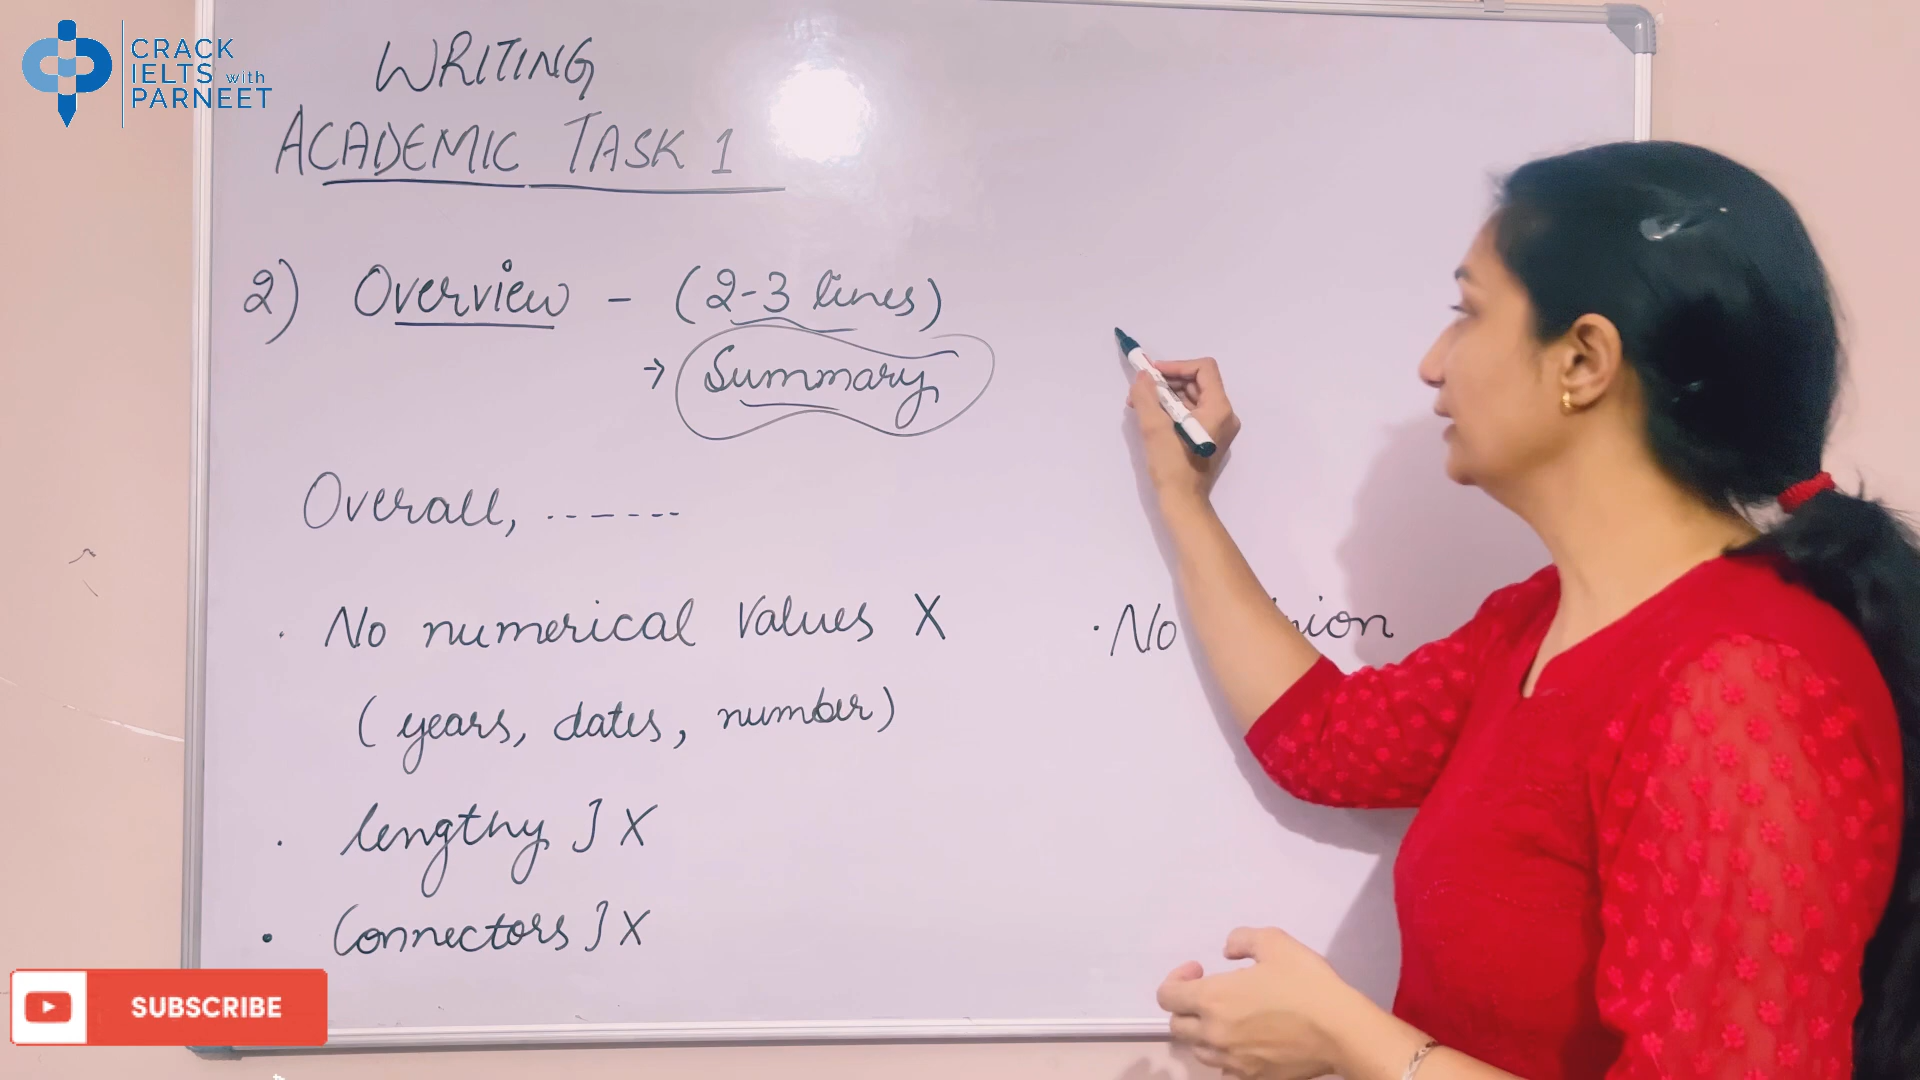 CRACK
IELTS with
PARNEET
WRITING
ACADEMIC TASK 1
2) Overview - (2-3 lines)
→ Summary
Overall, .------
· No numerical values X
(years, dates, number)
· lengthy ] X
• Connectors ] X
· No
SUBSCRIBE